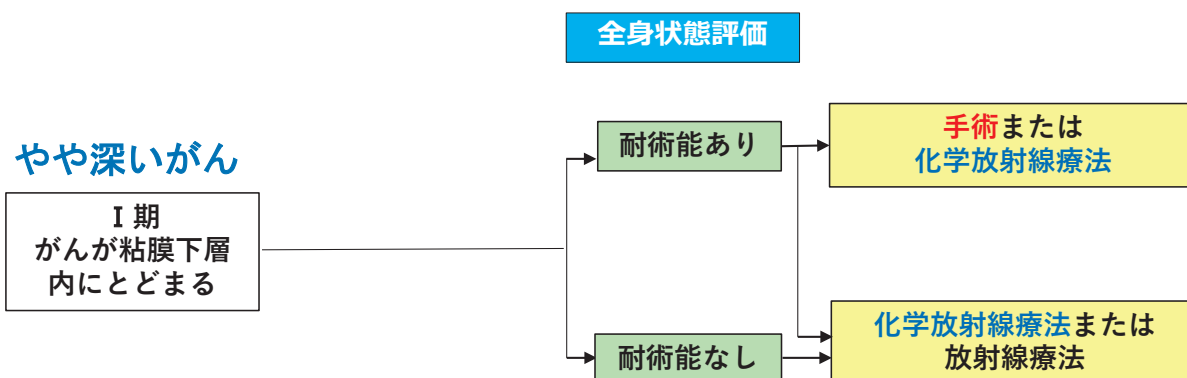 全身状態評価
やや深いがん
Ⅰ期
がんが粘膜下層
内にとどまる
耐術能あり
手術または
化学放射線療法
耐術能なし
化学放射線療法または
放射線療法